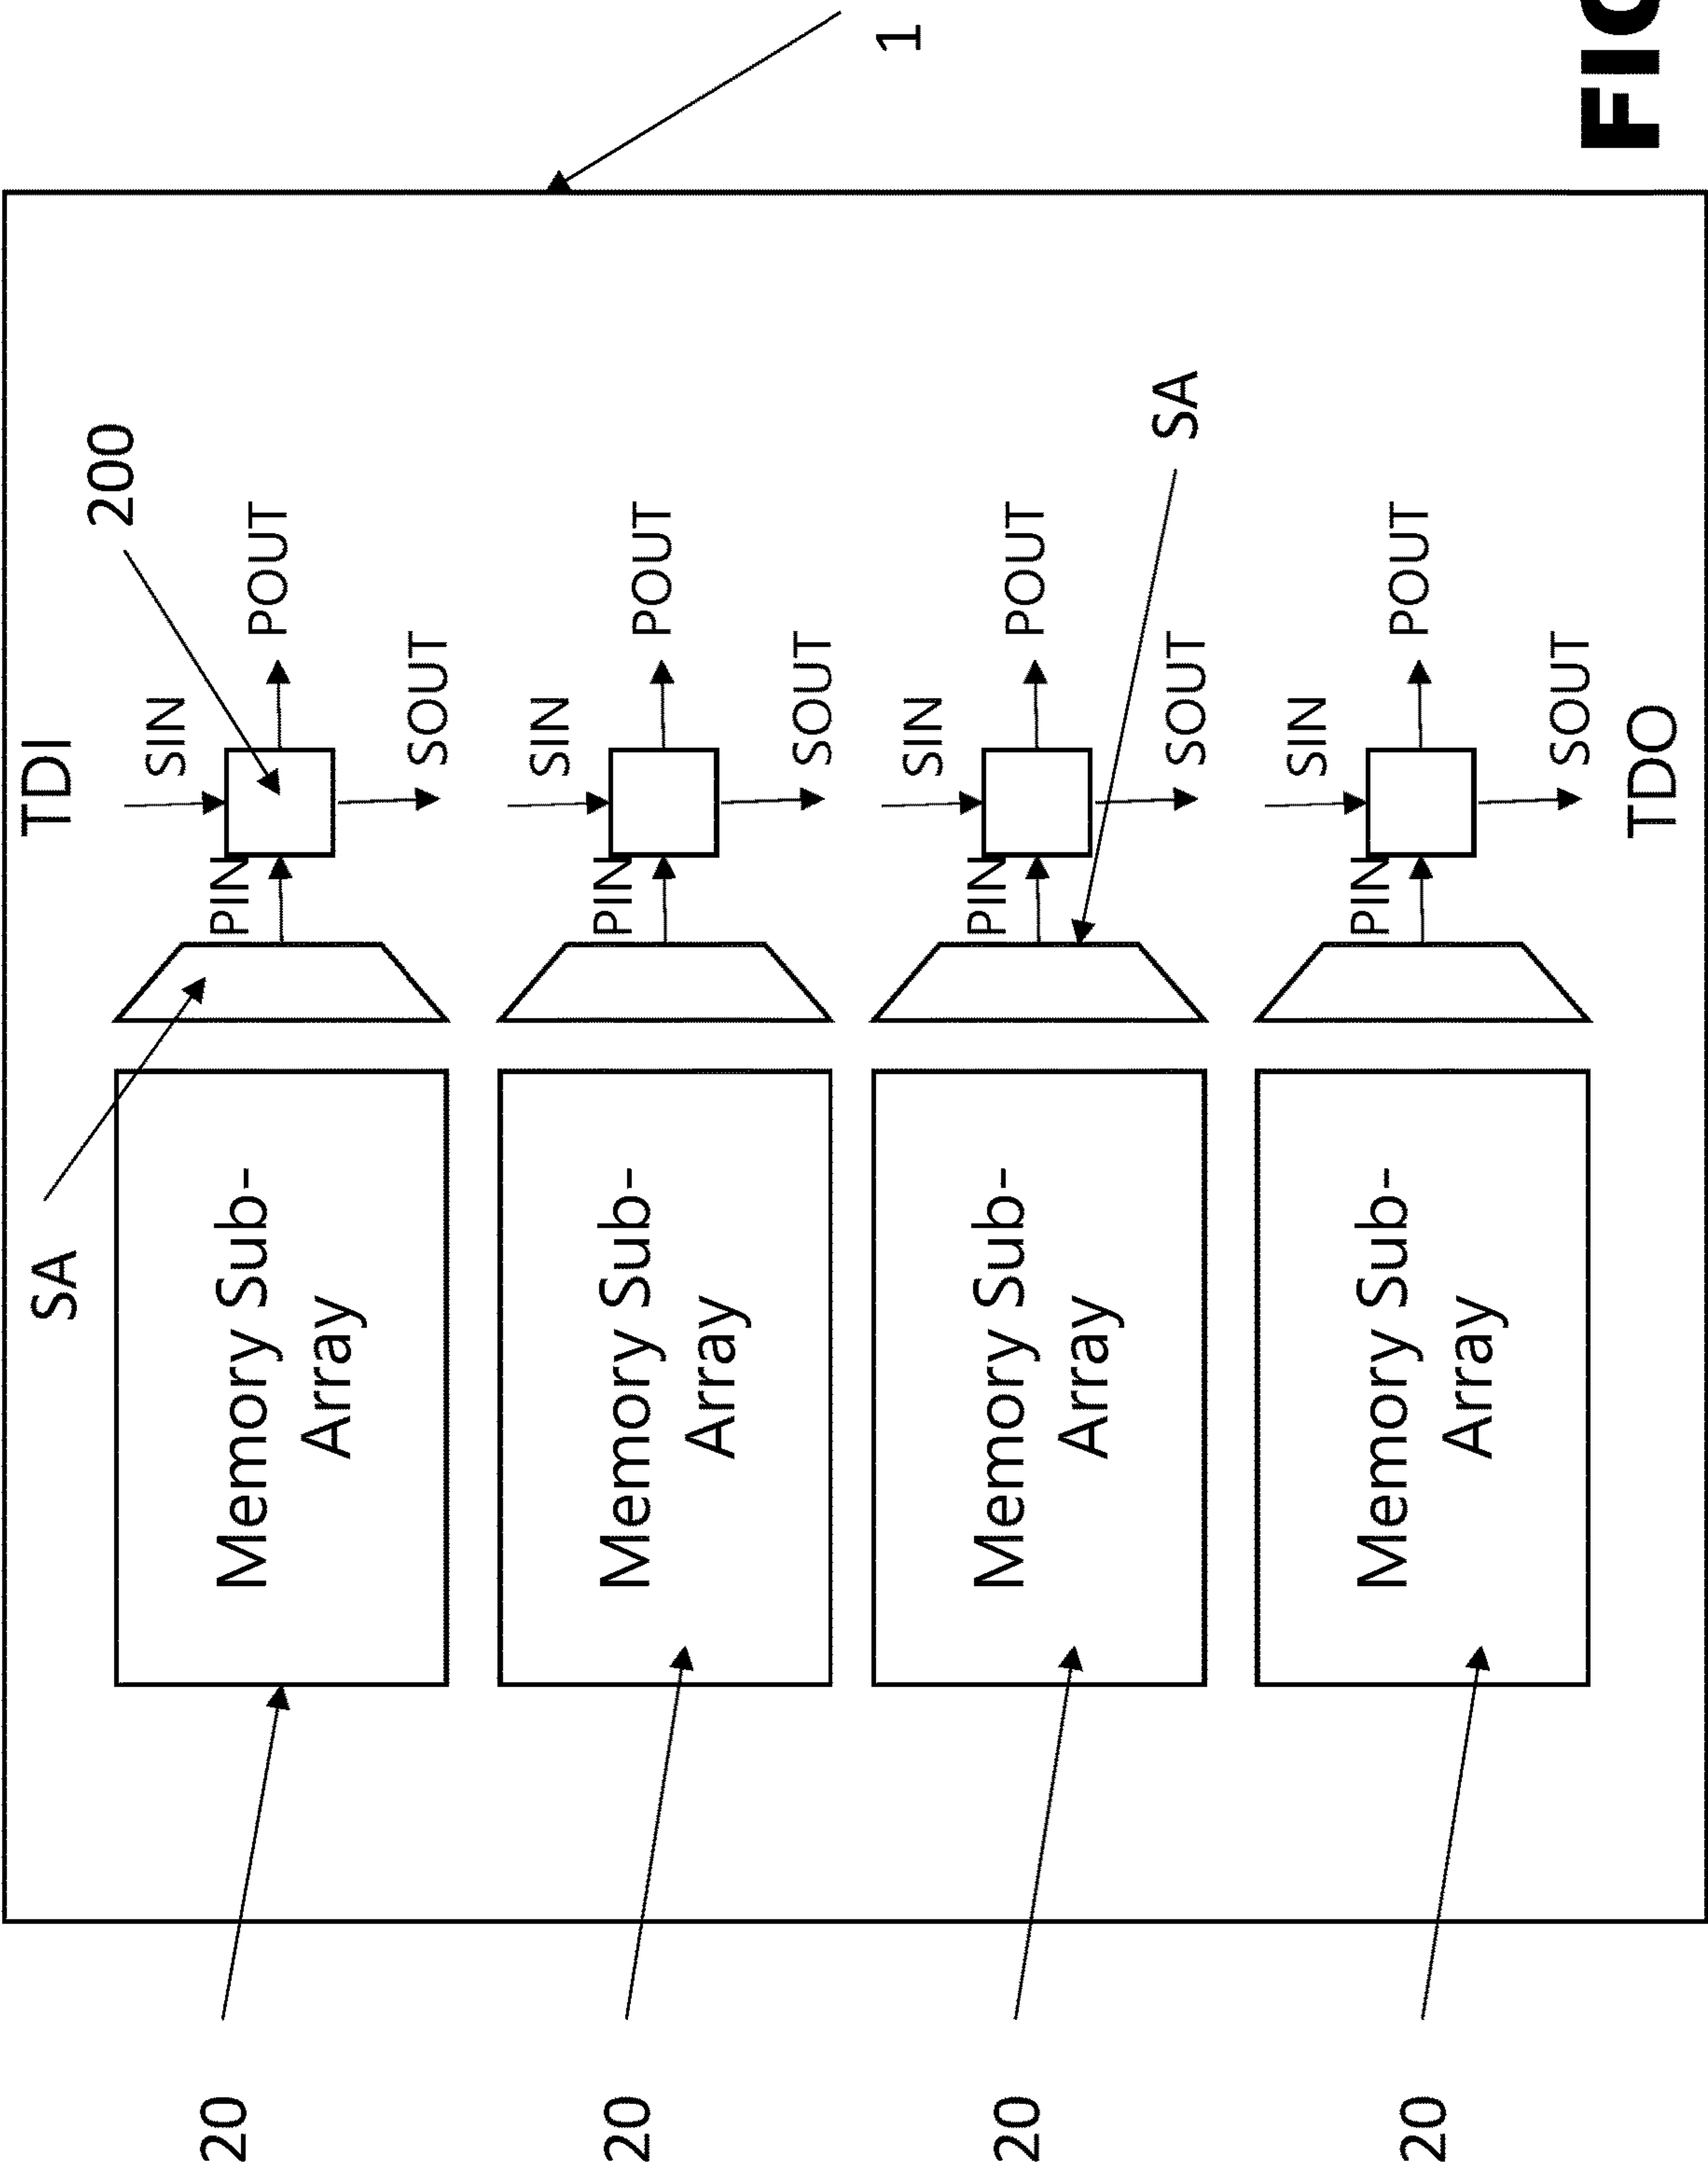 SA
TDI
200
SIN
20
Memory Sub-
Array
PIN
POUT
SOUT
SIN
20
Memory Sub-
Array
PIN
POUT
SOUT
1
SIN
20
Memory Sub-
Array
PIN
POUT
SA
SOUT
SIN
20
Memory Sub-
Array
PIN
POUT
SOUT
TDO